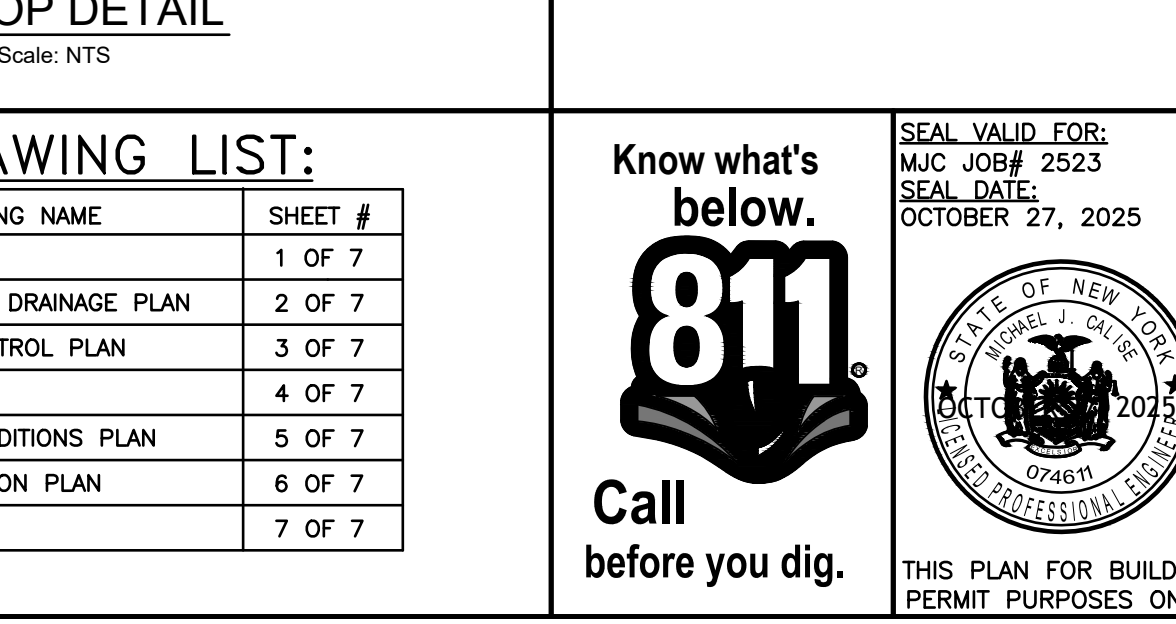 OP DETAIL
Scale: NTS
AWING LIST:
NG NAME SHEET #
1 OF 7
DRAINAGE PLAN 2 OF 7
TROL PLAN 3 OF 7
4 OF 7
DITIONS PLAN 5 OF 7
ON PLAN 6 OF 7
7 OF 7
Know what's
below.
811®
Call
before you dig.
SEAL VALID FOR:
MJC JOB# 2523
SEAL DATE:
OCTOBER 27, 2025
STATE OF NEW YORK
MICHAEL J. CALISE
OCTO 2025
EXCELSIOR
074611
LICENSED PROFESSIONAL ENGINEER
THIS PLAN FOR BUILD
PERMIT PURPOSES ON